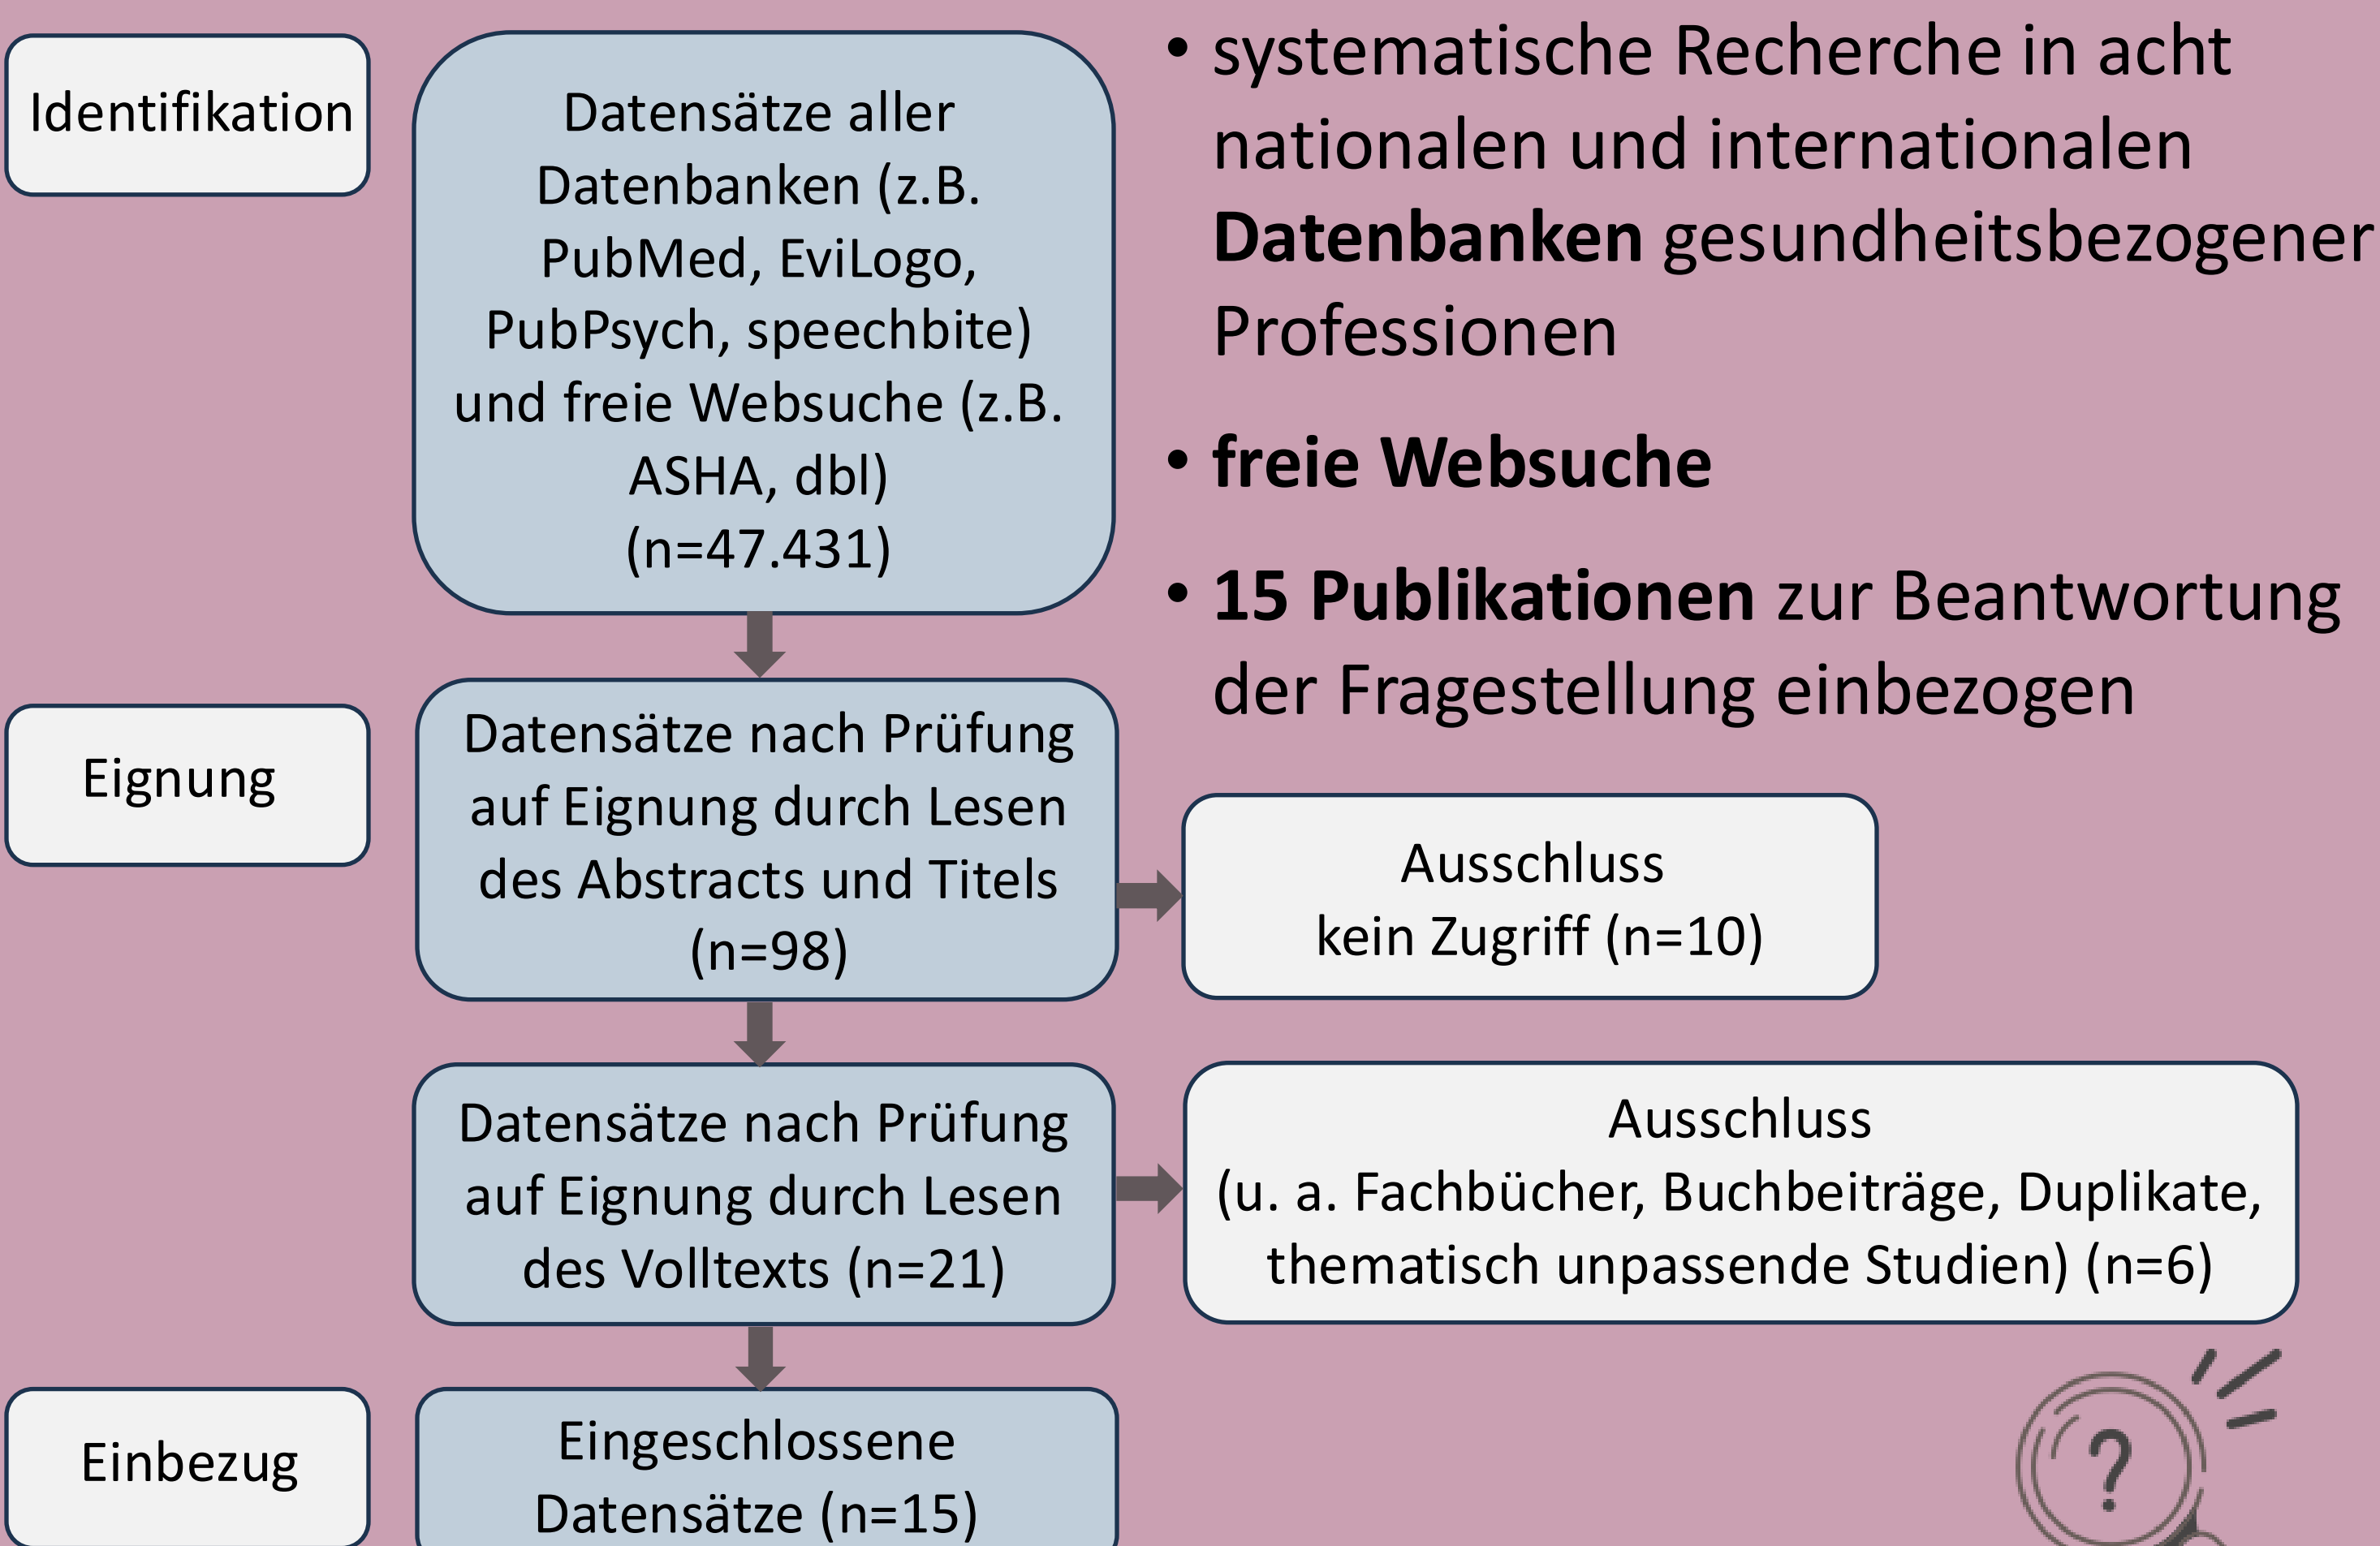 Identifikation
Datensätze aller
Datenbanken (z.B.
PubMed, EviLogo,
PubPsych, speechbite)
und freie Websuche (z.B.
ASHA, dbl)
(n=47.431)
• systematische Recherche in acht
nationalen und internationalen
Datenbanken gesundheitsbezogener
Professionen
• freie Websuche
• 15 Publikationen zur Beantwortung
der Fragestellung einbezogen
Eignung
Datensätze nach Prüfung
auf Eignung durch Lesen
des Abstracts und Titels
(n=98)
Ausschluss
kein Zugriff (n=10)
Datensätze nach Prüfung
auf Eignung durch Lesen
des Volltexts (n=21)
Ausschluss
(u. a. Fachbücher, Buchbeiträge, Duplikate,
thematisch unpassende Studien) (n=6)
Einbezug
Eingeschlossene
Datensätze (n=15)
?